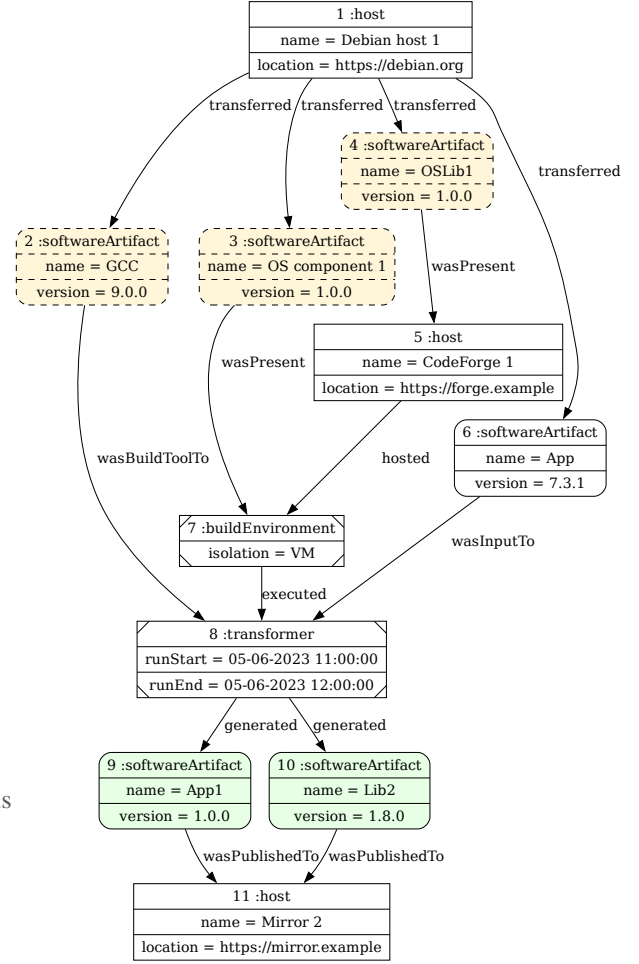 1 :host
name = Debian host 1
location = https://debian.org
transferred
transferred
transferred
transferred
4 :softwareArtifact
name = OSLib1
version = 1.0.0
2 :softwareArtifact
name = GCC
version = 9.0.0
3 :softwareArtifact
name = OS component 1
version = 1.0.0
wasPresent
5 :host
name = CodeForge 1
location = https://forge.example
wasPresent
6 :softwareArtifact
name = App
version = 7.3.1
wasBuildToolTo
hosted
7 :buildEnvironment
isolation = VM
wasInputTo
executed
8 :transformer
runStart = 05-06-2023 11:00:00
runEnd = 05-06-2023 12:00:00
generated
generated
9 :softwareArtifact
name = App1
version = 1.0.0
10 :softwareArtifact
name = Lib2
version = 1.8.0
wasPublishedTo
wasPublishedTo
11 :host
name = Mirror 2
location = https://mirror.example